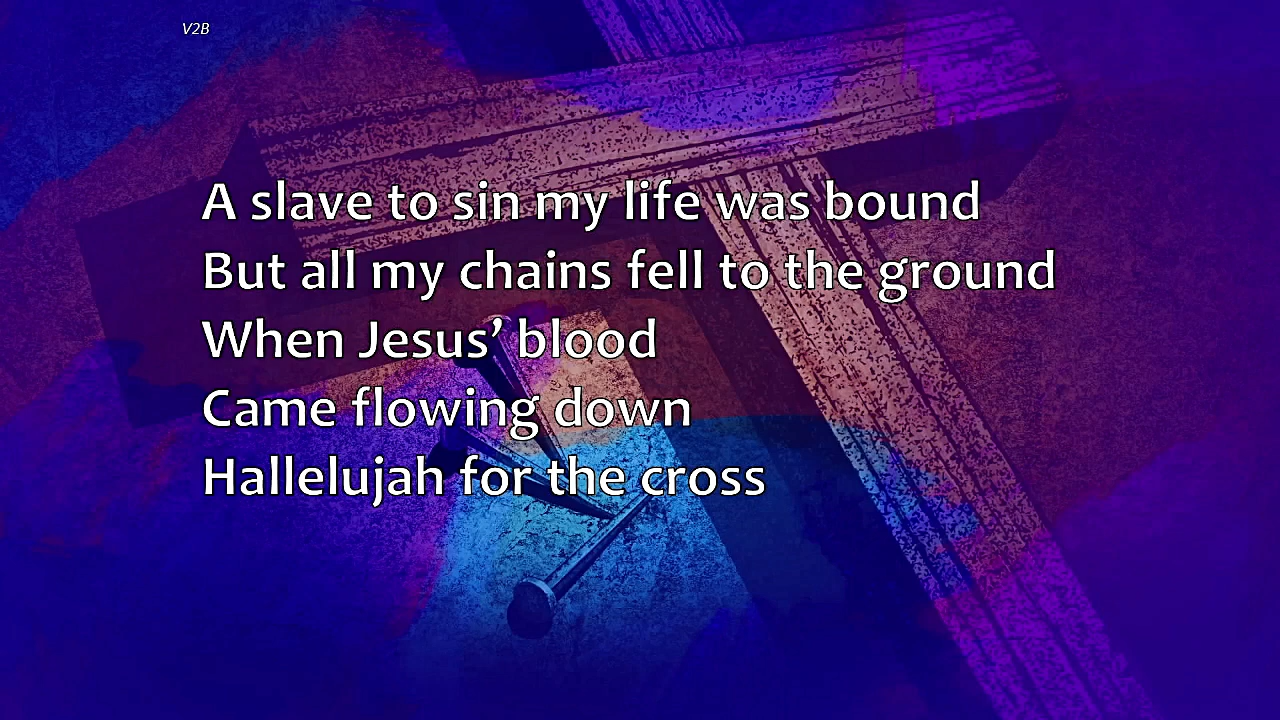 V2B
A slave to sin my life was bound
But all my chains fell to the ground
When Jesus’ blood
Came flowing down
Hallelujah for the cross